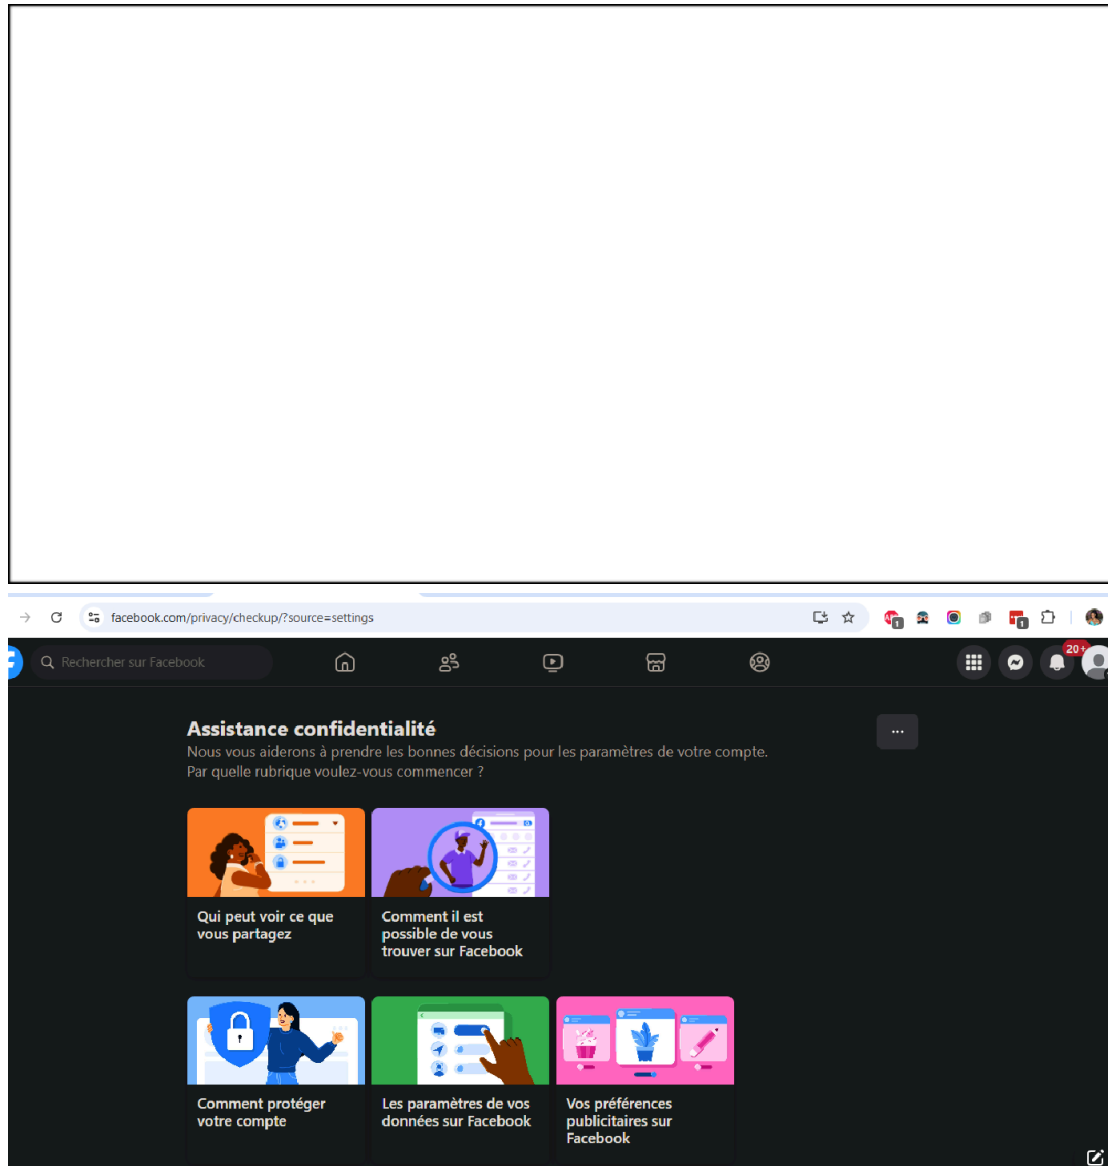 facebook.com/privacy/checkup/?source=settings
1
1
Rechercher sur Facebook
20+
Assistance confidentialité
Nous vous aiderons à prendre les bonnes décisions pour les paramètres de votre compte.
Par quelle rubrique voulez-vous commencer ?
Qui peut voir ce que
vous partagez
Comment il est
possible de vous
trouver sur Facebook
Comment protéger
votre compte
Les paramètres de vos
données sur Facebook
Vos préférences
publicitaires sur
Facebook